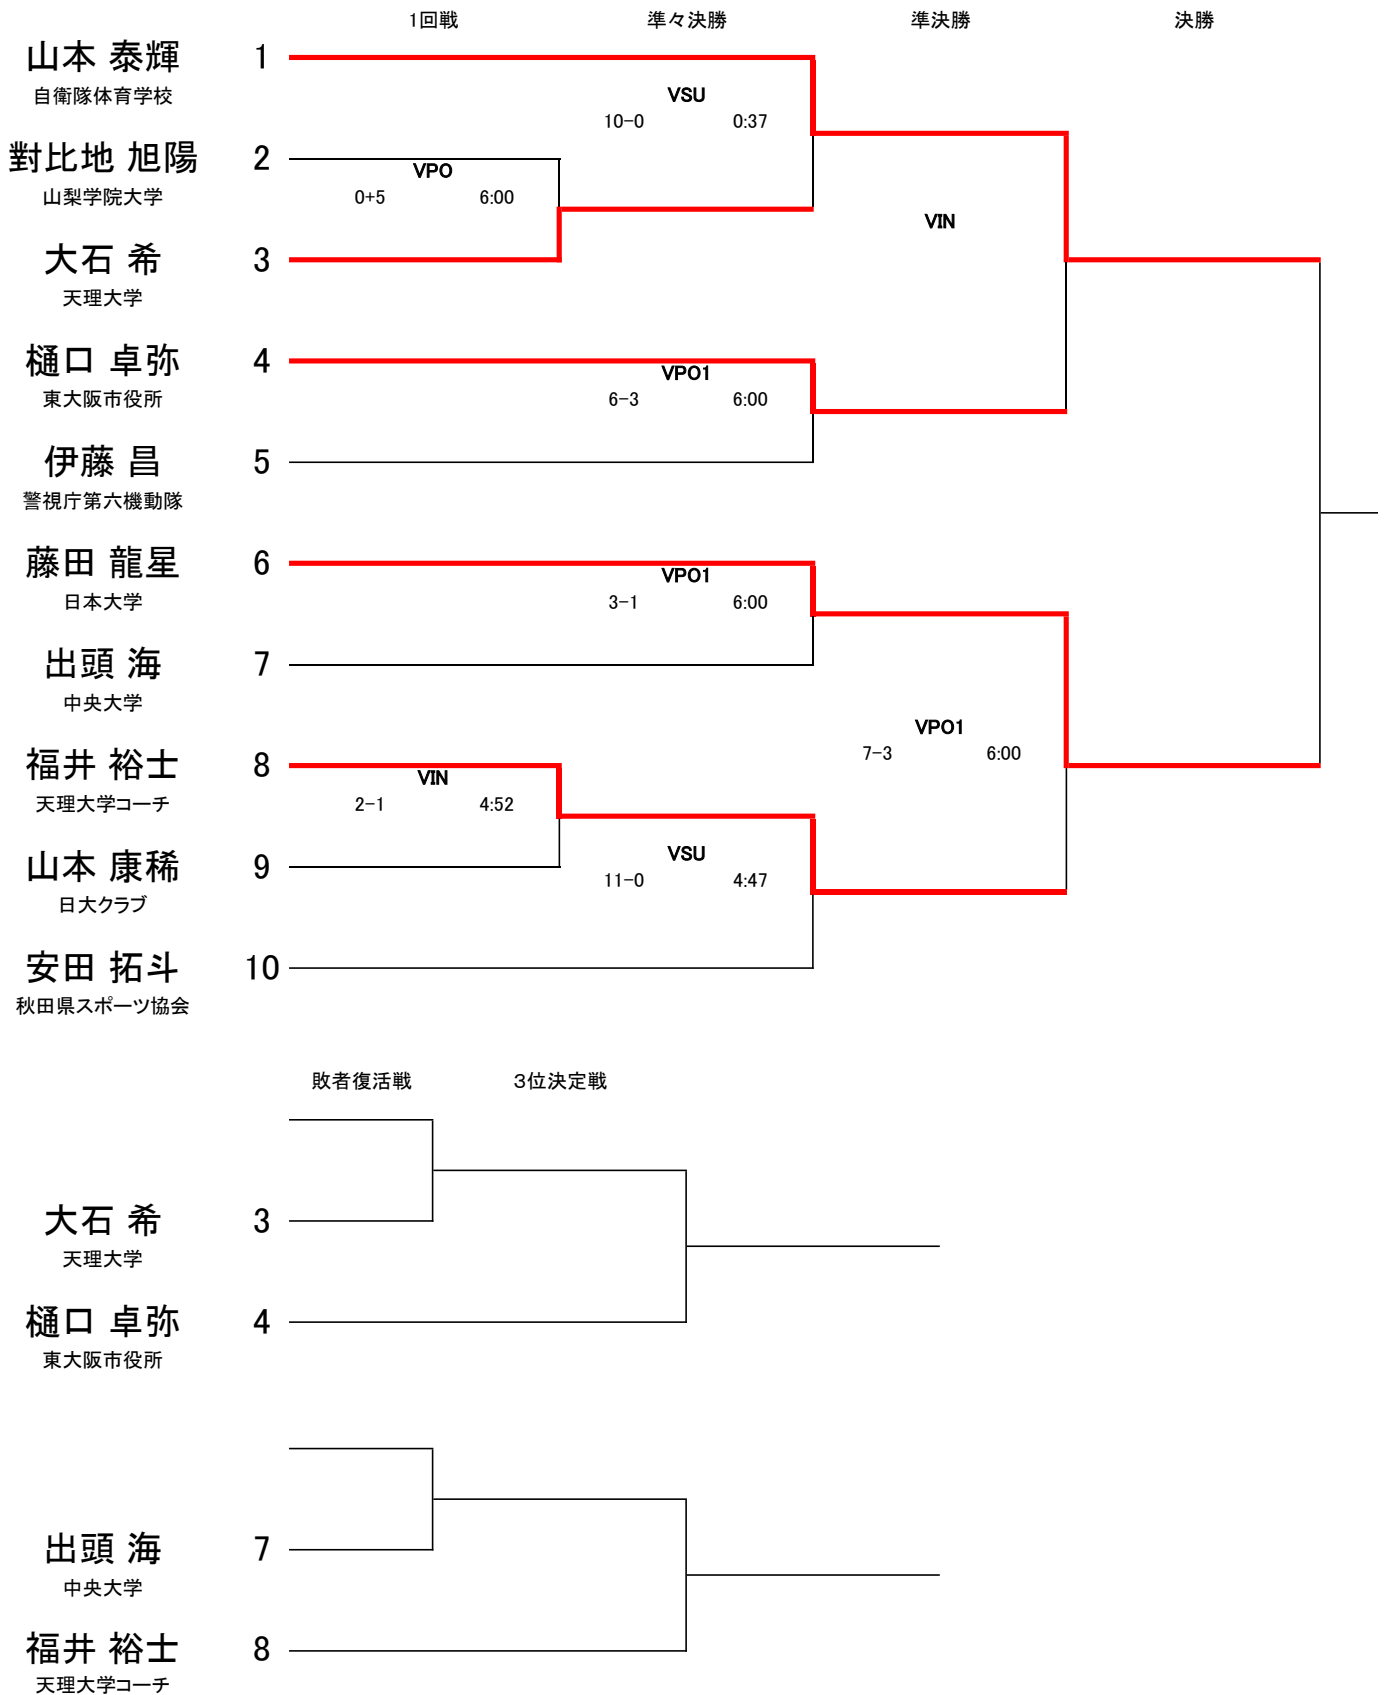 1回戦 準々決勝 準決勝 決勝
山本 泰輝 1
自衛隊体育学校
VSU
10-0 0:37
對比地 旭陽 2
山梨学院大学
VPO
0+5 6:00
VIN
大石 希 3
天理大学
樋口 卓弥 4
東大阪市役所
VPO1
6-3 6:00
伊藤 昌 5
警視庁第六機動隊
藤田 龍星 6
日本大学
VPO1
3-1 6:00
出頭 海 7
中央大学
VPO1
7-3 6:00
福井 裕士 8
天理大学コーチ
VIN
2-1 4:52
山本 康稀 9
日大クラブ
VSU
11-0 4:47
安田 拓斗 10
秋田県スポーツ協会
敗者復活戦 3位決定戦
大石 希 3
天理大学
樋口 卓弥 4
東大阪市役所
出頭 海 7
中央大学
福井 裕士 8
天理大学コーチ